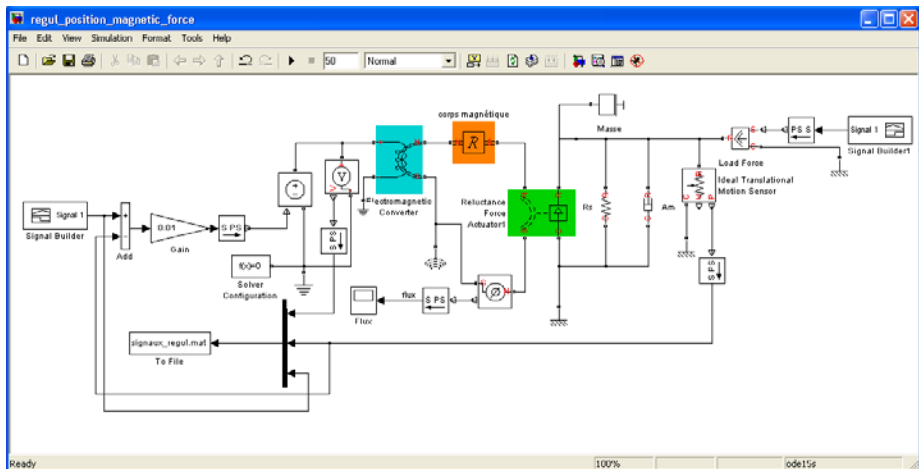 regul_position_magnetic_force
File Edit View Simulation Format Tools Help
50 Normal
corps magnétique
R
Masse
PS S
Signal 1
Signal Builder1
Load Force
Ideal Translational
Motion Sensor
V
Electromagnetic
Converter
Reluctance
Force
Actuator1
Rs
Am
Signal 1
Signal Builder
Add
0.01
Gain
S PS
S PS
S PS
f(x)=0
Solver
Configuration
flux
S PS
Flux
signaux_regul.mat
To File
Ready
100%
ode15s